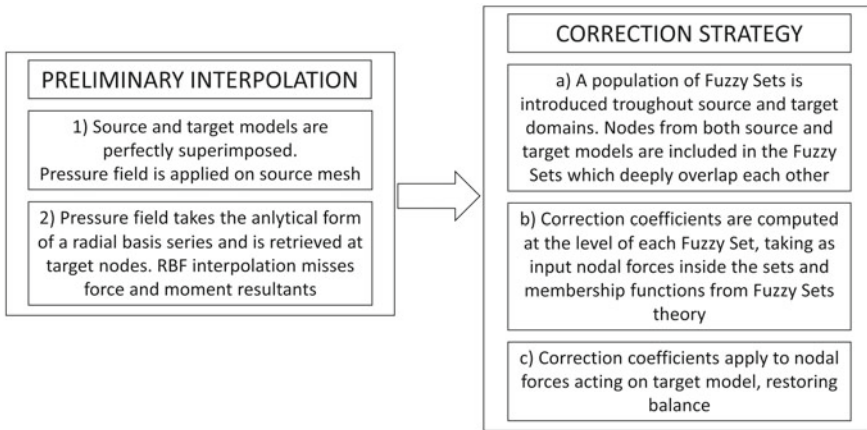 PRELIMINARY INTERPOLATION
1) Source and target models are
perfectly superimposed.
Pressure field is applied on source mesh
2) Pressure field takes the anlytical form
of a radial basis series and is retrieved at
target nodes. RBF interpolation misses
force and moment resultants
CORRECTION STRATEGY
a) A population of Fuzzy Sets is
introduced troughout source and target
domains. Nodes from both source and
target models are included in the Fuzzy
Sets which deeply overlap each other
b) Correction coefficients are computed
at the level of each Fuzzy Set, taking as
input nodal forces inside the sets and
membership functions from Fuzzy Sets
theory
c) Correction coefficients apply to nodal
forces acting on target model, restoring
balance